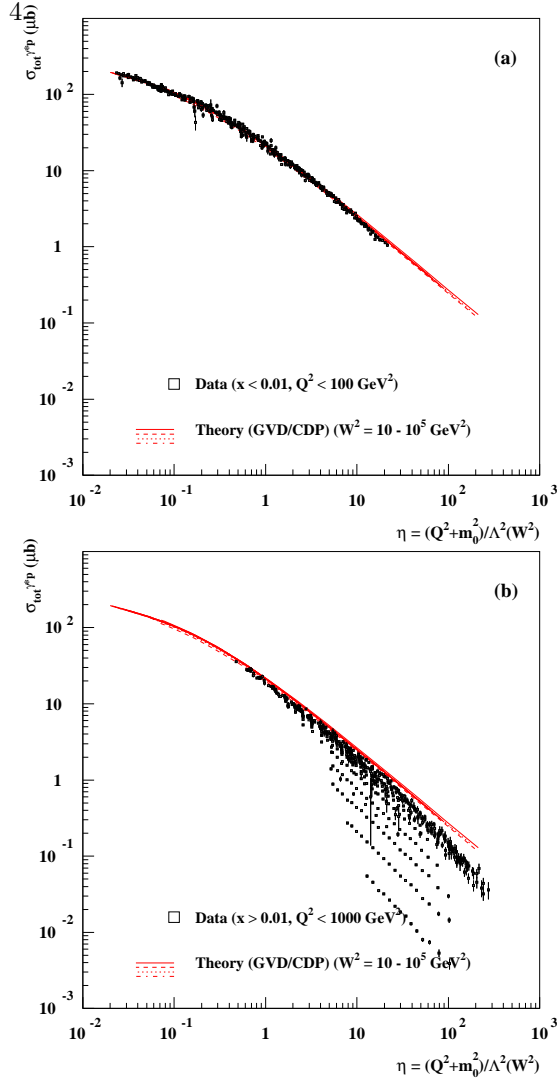 4
σ_tot^γ*p (μb)
(a)
10^2
10
1
10^-1
10^-2
10^-3
Data (x < 0.01, Q^2 < 100 GeV^2)
Theory (GVD/CDP) (W^2 = 10 - 10^5 GeV^2)
10^-2 10^-1 1 10 10^2 10^3
η = (Q^2+m_0^2)/Λ^2(W^2)
σ_tot^γ*p (μb)
(b)
10^2
10
1
10^-1
10^-2
10^-3
Data (x > 0.01, Q^2 < 1000 GeV^2)
Theory (GVD/CDP) (W^2 = 10 - 10^5 GeV^2)
10^-2 10^-1 1 10 10^2 10^3
η = (Q^2+m_0^2)/Λ^2(W^2)